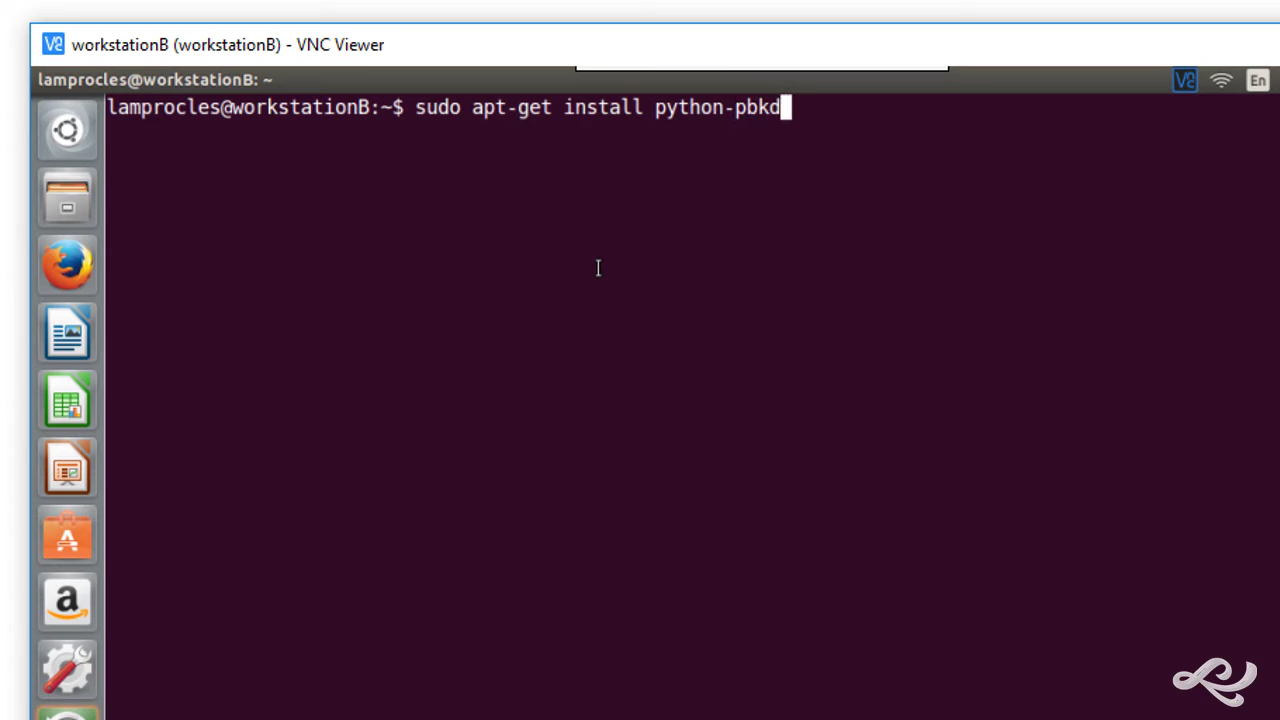 workstationB (workstationB) - VNC Viewer
lamprocles@workstationB: ~
En
lamprocles@workstationB:~$ sudo apt-get install python-pbkd